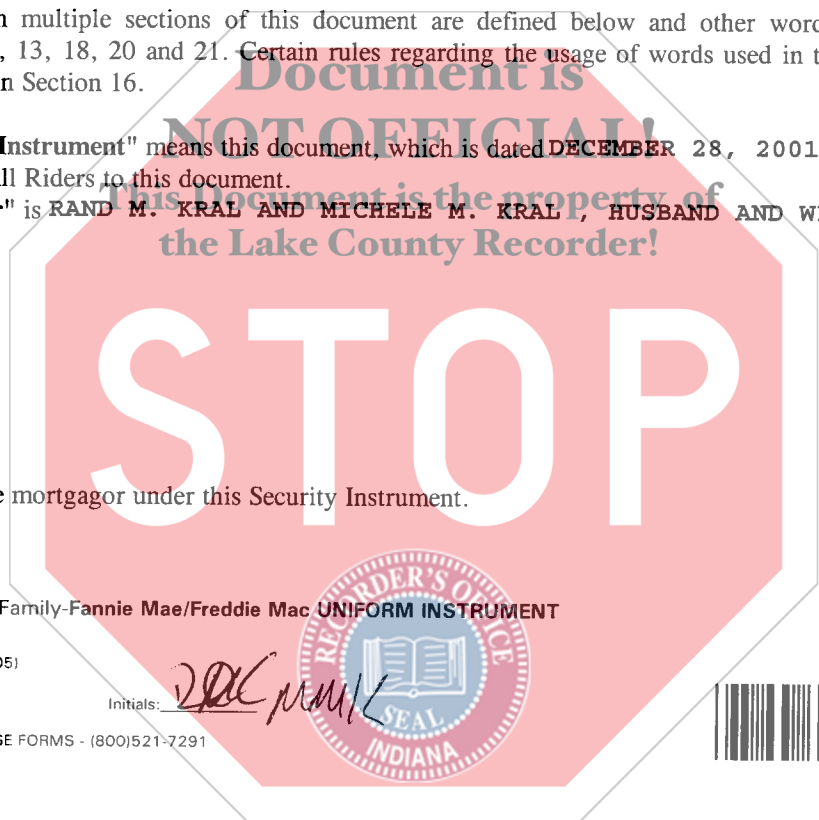 multiple sections of this document are defined below and other
Document is
, 13, 18, 20 and 21. Certain rules regarding the usage of words used in
n Section 16.
NOT OFFICIAL!
Instrument" means this document, which is dated DECEMBER 28, 2001
ll Riders to this document.
This Document is the property of
" is RAND M. KRAL AND MICHELE M. KRAL , HUSBAND AND
the Lake County Recorder!
STOP
mortgagor under this Security Instrument.
Family-Fannie Mae/Freddie Mac UNIFORM INSTRUMENT
RECORDER'S OFFICE
05)
Initials: MMK
SEAL
FORMS - (800)521-7291
INDIANA